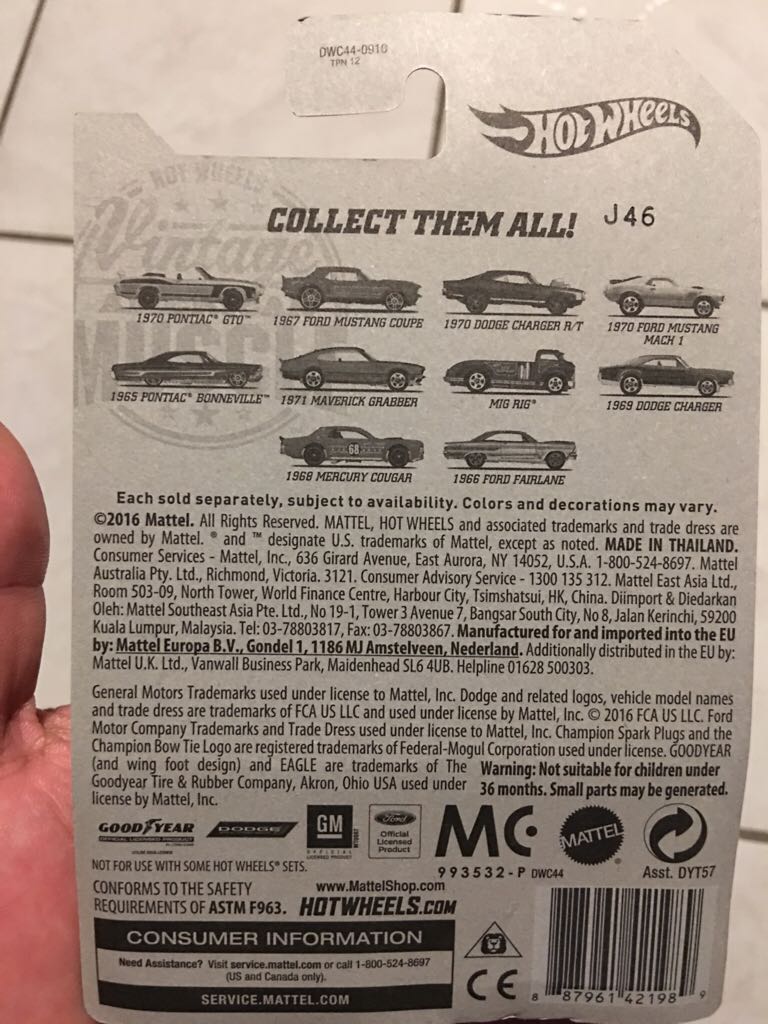 DWC44-0910
TPN 12
HOT WHEELS
HOT WHEELS
Vintage
COLLECT THEM ALL! J46
1970 PONTIAC® GTO™
1967 FORD MUSTANG COUPE
1970 DODGE CHARGER R/T
1970 FORD MUSTANG
MACH 1
1965 PONTIAC® BONNEVILLE™
1971 MAVERICK GRABBER
MIG RIG®
1969 DODGE CHARGER
68
1968 MERCURY COUGAR
1966 FORD FAIRLANE
Each sold separately, subject to availability. Colors and decorations may vary.
©2016 Mattel. All Rights Reserved. MATTEL, HOT WHEELS and associated trademarks and trade dress are
owned by Mattel. ® and ™ designate U.S. trademarks of Mattel, except as noted. MADE IN THAILAND.
Consumer Services - Mattel, Inc., 636 Girard Avenue, East Aurora, NY 14052, U.S.A. 1-800-524-8697. Mattel
Australia Pty. Ltd., Richmond, Victoria. 3121. Consumer Advisory Service - 1300 135 312. Mattel East Asia Ltd.,
Room 503-09, North Tower, World Finance Centre, Harbour City, Tsimshatsui, HK, China. Diimport & Diedarkan
Oleh: Mattel Southeast Asia Pte. Ltd., No 19-1, Tower 3 Avenue 7, Bangsar South City, No 8, Jalan Kerinchi, 59200
Kuala Lumpur, Malaysia. Tel: 03-78803817, Fax: 03-78803867. Manufactured for and imported into the EU
by: Mattel Europa B.V., Gondel 1, 1186 MJ Amstelveen, Nederland. Additionally distributed in the EU by:
Mattel U.K. Ltd., Vanwall Business Park, Maidenhead SL6 4UB. Helpline 01628 500303.
General Motors Trademarks used under license to Mattel, Inc. Dodge and related logos, vehicle model names
and trade dress are trademarks of FCA US LLC and used under license by Mattel, Inc. © 2016 FCA US LLC. Ford
Motor Company Trademarks and Trade Dress used under license to Mattel, Inc. Champion Spark Plugs and the
Champion Bow Tie Logo are registered trademarks of Federal-Mogul Corporation used under license. GOODYEAR
(and wing foot design) and EAGLE are trademarks of The
Goodyear Tire & Rubber Company, Akron, Ohio USA used under
license by Mattel, Inc.
Warning: Not suitable for children under
36 months. Small parts may be generated.
GOODYEAR
OFFICIAL LICENSED PRODUCT
DODGE
GM
OFFICIAL
LICENSED PRODUCT
Ford
Official
Licensed
Product
MC
993532-P DWC44
MATTEL
Asst. DYT57
NOT FOR USE WITH SOME HOT WHEELS® SETS.
CONFORMS TO THE SAFETY
REQUIREMENTS OF ASTM F963.
www.MattelShop.com
HOTWHEELS.COM
CONSUMER INFORMATION
Need Assistance? Visit service.mattel.com or call 1-800-524-8697
(US and Canada only).
SERVICE.MATTEL.COM
CE
8 87961 42198 9